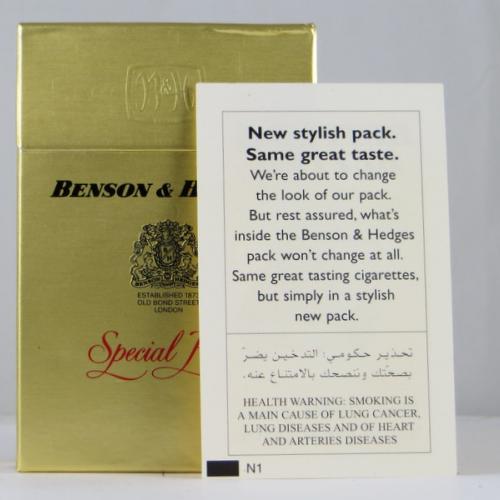 B&H
BENSON & H
ESTABLISHED 1873
OLD BOND STREET
LONDON
Special
New stylish pack.
Same great taste.
We're about to change
the look of our pack.
But rest assured, what's
inside the Benson & Hedges
pack won't change at all.
Same great tasting cigarettes,
but simply in a stylish
new pack.
تحذير حكومي: التدخين يضرّ
بصحتك وننصحك بالامتناع عنه.
HEALTH WARNING: SMOKING IS
A MAIN CAUSE OF LUNG CANCER,
LUNG DISEASES AND OF HEART
AND ARTERIES DISEASES
N1